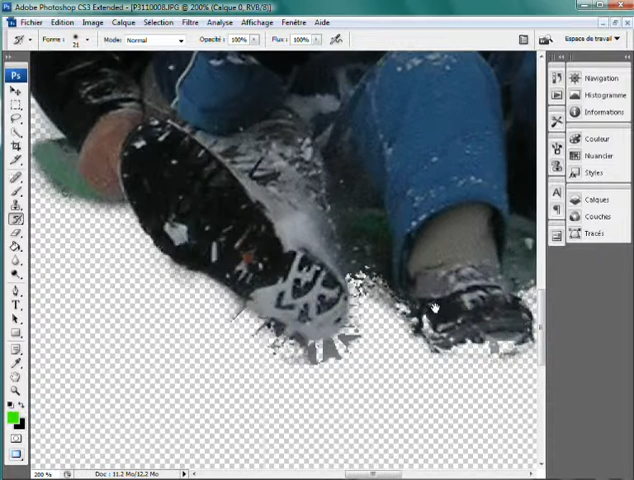 Adobe Photoshop CS3 Extended - [P3110008.JPG @ 200% (Calque 0, RVB/8)]
Fichier Edition Image Calque Sélection Filtre Analyse Affichage Fenêtre Aide
Forme : 21 Mode: Normal Opacité : 100% Flux : 100% Espace de travail
Ps
Navigation
Histogramme
Informations
Couleur
Nuancier
Styles
Calques
Couches
Tracés
200 % Doc : 11.2 Mo/12.2 Mo